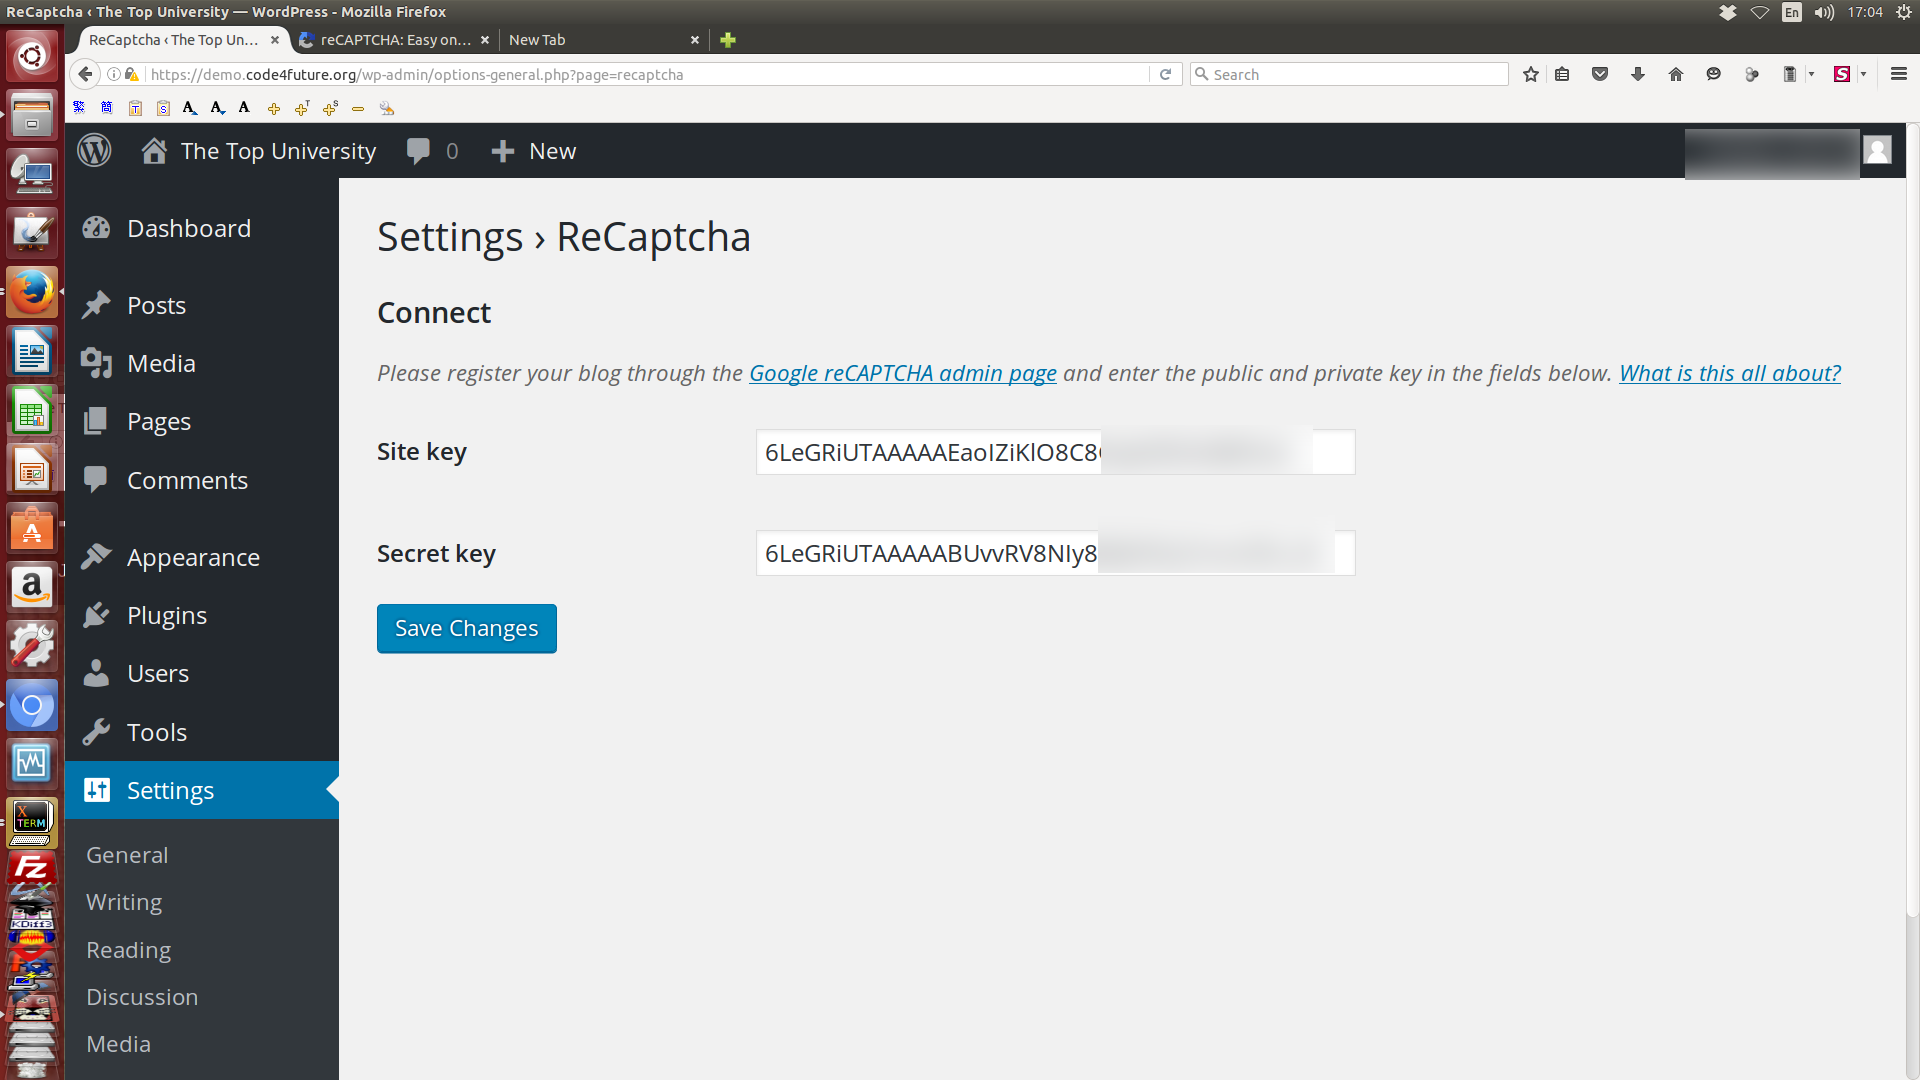 ReCaptcha ‹ The Top University — WordPress - Mozilla Firefox
En
17:04
ReCaptcha ‹ The Top Un...
reCAPTCHA: Easy on...
New Tab
https://demo.code4future.org/wp-admin/options-general.php?page=recaptcha
Search
The Top University
0
New
Dashboard
Posts
Media
Pages
Comments
Appearance
Plugins
Users
Tools
Settings
General
Writing
Reading
Discussion
Media
Settings › ReCaptcha
Connect
Please register your blog through the Google reCAPTCHA admin page and enter the public and private key in the fields below. What is this all about?
Site key
6LeGRiUTAAAAAEaoIZiKlO8C8
Secret key
6LeGRiUTAAAAABUvvRV8NIy8
Save Changes
X
TERM
FZ
KDiff3